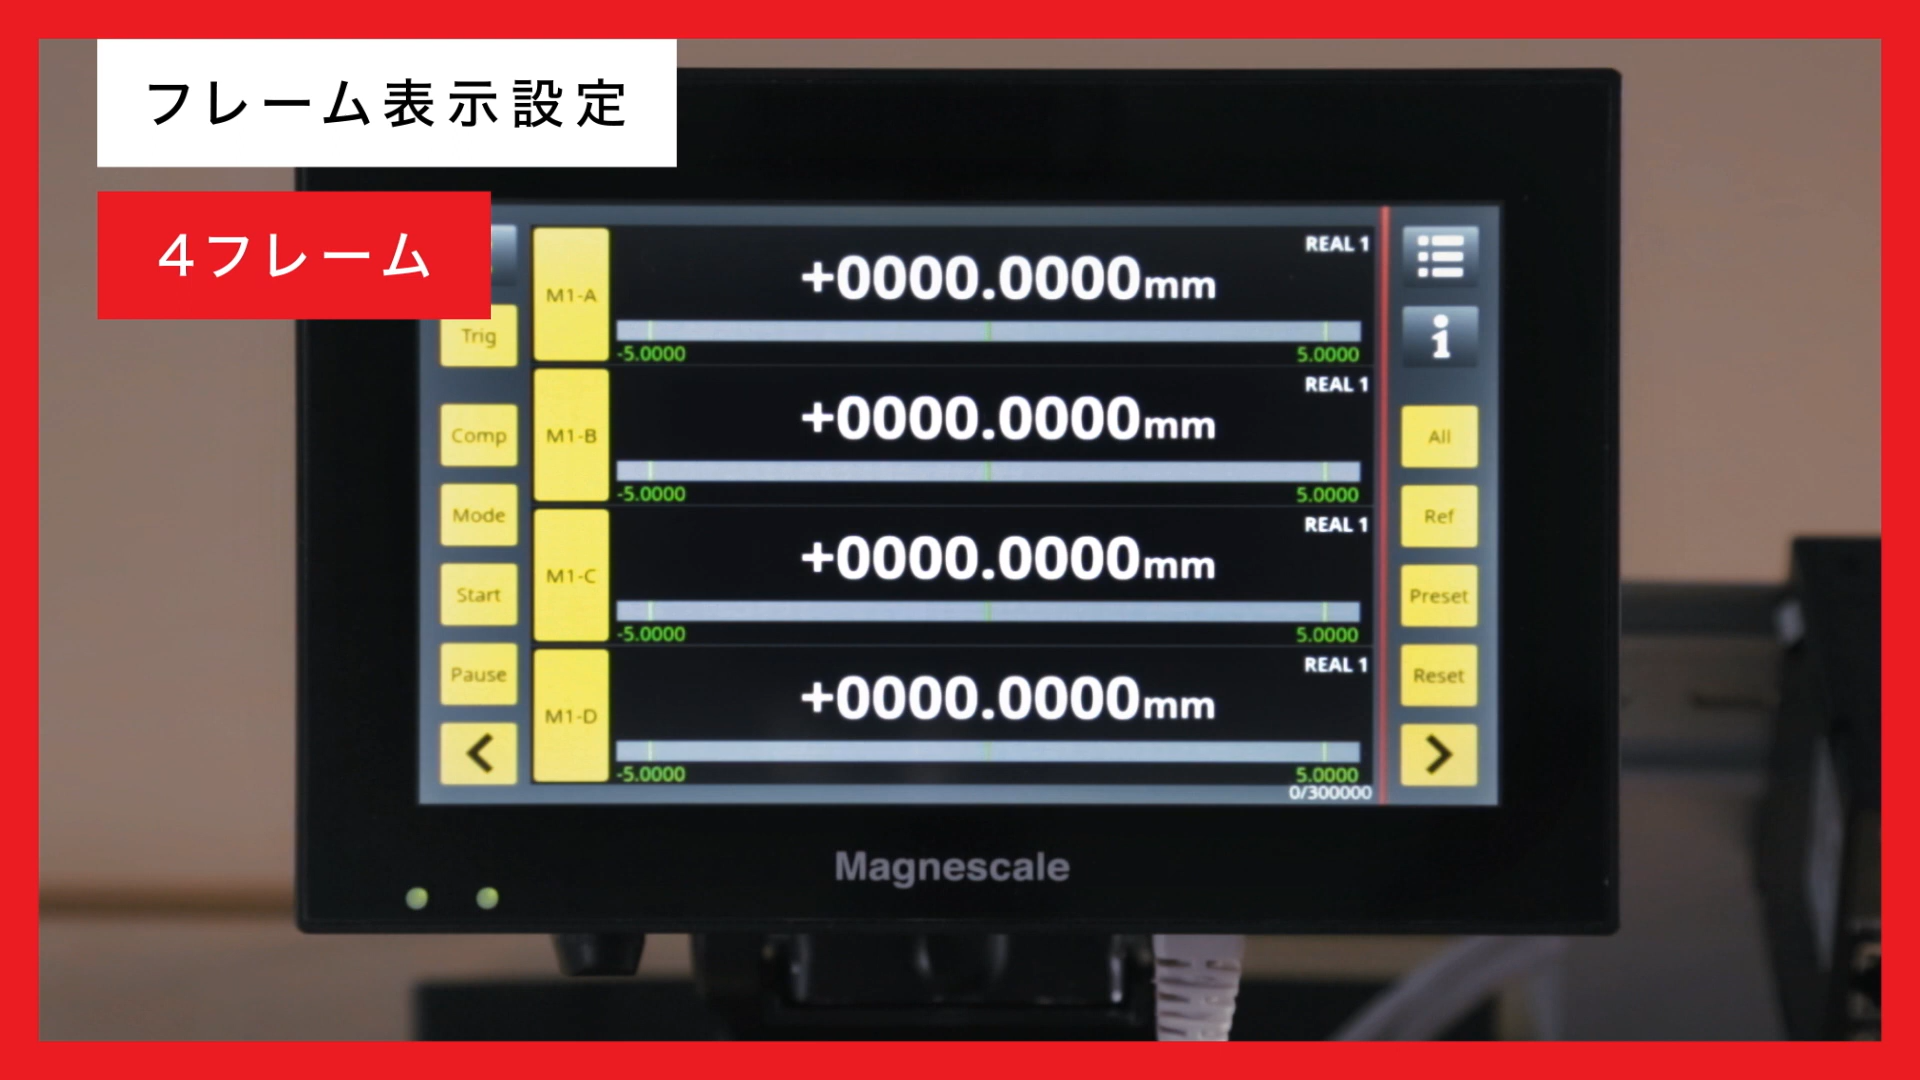 フレーム表示設定
4フレーム
Trig
Comp
Mode
Start
Pause
M1-A
+0000.0000mm
REAL 1
-5.0000
5.0000
M1-B
+0000.0000mm
REAL 1
-5.0000
5.0000
M1-C
+0000.0000mm
REAL 1
-5.0000
5.0000
M1-D
+0000.0000mm
REAL 1
-5.0000
5.0000
0/300000
i
All
Ref
Preset
Reset
Magnescale